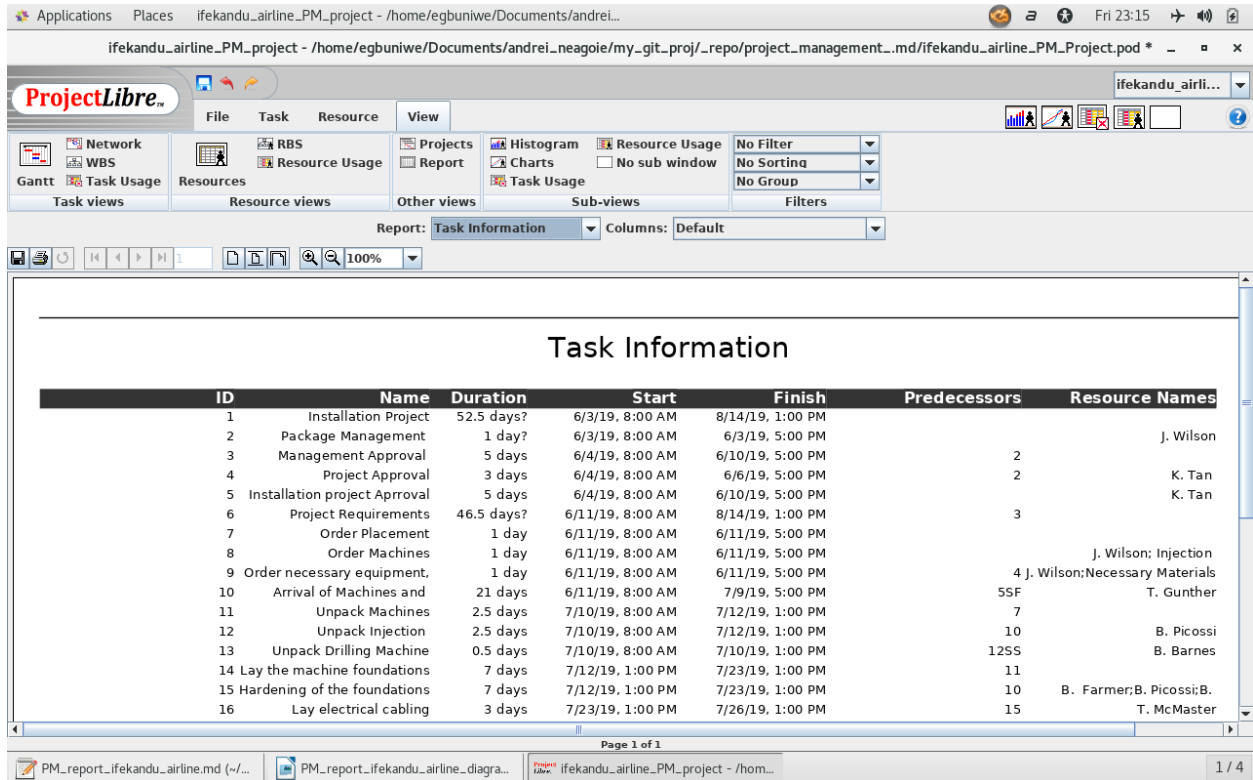 Applications Places ifekandu_airline_PM_project - /home/egbuniwe/Documents/andrei... Fri 23:15
ifekandu_airline_PM_project - /home/egbuniwe/Documents/andrei_neagoie/my_git_proj/_repo/project_management_.md/ifekandu_airline_PM_Project.pod *
ProjectLibre™ ifekandu_airli...
File Task Resource View
Network RBS Projects Histogram Resource Usage No Filter
WBS Resource Usage Report Charts No sub window No Sorting
Gantt Task Usage Resources Task Usage No Group
Task views Resource views Other views Sub-views Filters
Report: Task Information Columns: Default
1 100%
Task Information
ID Name Duration Start Finish Predecessors Resource Names
1 Installation Project 52.5 days? 6/3/19, 8:00 AM 8/14/19, 1:00 PM
2 Package Management 1 day? 6/3/19, 8:00 AM 6/3/19, 5:00 PM J. Wilson
3 Management Approval 5 days 6/4/19, 8:00 AM 6/10/19, 5:00 PM 2
4 Project Approval 3 days 6/4/19, 8:00 AM 6/6/19, 5:00 PM 2 K. Tan
5 Installation project Aprroval 5 days 6/4/19, 8:00 AM 6/10/19, 5:00 PM K. Tan
6 Project Requirements 46.5 days? 6/11/19, 8:00 AM 8/14/19, 1:00 PM 3
7 Order Placement 1 day 6/11/19, 8:00 AM 6/11/19, 5:00 PM
8 Order Machines 1 day 6/11/19, 8:00 AM 6/11/19, 5:00 PM J. Wilson; Injection
9 Order necessary equipment, 1 day 6/11/19, 8:00 AM 6/11/19, 5:00 PM 4 J. Wilson;Necessary Materials
10 Arrival of Machines and 21 days 6/11/19, 8:00 AM 7/9/19, 5:00 PM 5SF T. Gunther
11 Unpack Machines 2.5 days 7/10/19, 8:00 AM 7/12/19, 1:00 PM 7
12 Unpack Injection 2.5 days 7/10/19, 8:00 AM 7/12/19, 1:00 PM 10 B. Picossi
13 Unpack Drilling Machine 0.5 days 7/10/19, 8:00 AM 7/10/19, 1:00 PM 12SS B. Barnes
14 Lay the machine foundations 7 days 7/12/19, 1:00 PM 7/23/19, 1:00 PM 11
15 Hardening of the foundations 7 days 7/12/19, 1:00 PM 7/23/19, 1:00 PM 10 B. Farmer;B. Picossi;B.
16 Lay electrical cabling 3 days 7/23/19, 1:00 PM 7/26/19, 1:00 PM 15 T. McMaster
Page 1 of 1
PM_report_ifekandu_airline.md (~/... PM_report_ifekandu_airline_diagra... ifekandu_airline_PM_project - /hom... 1 / 4